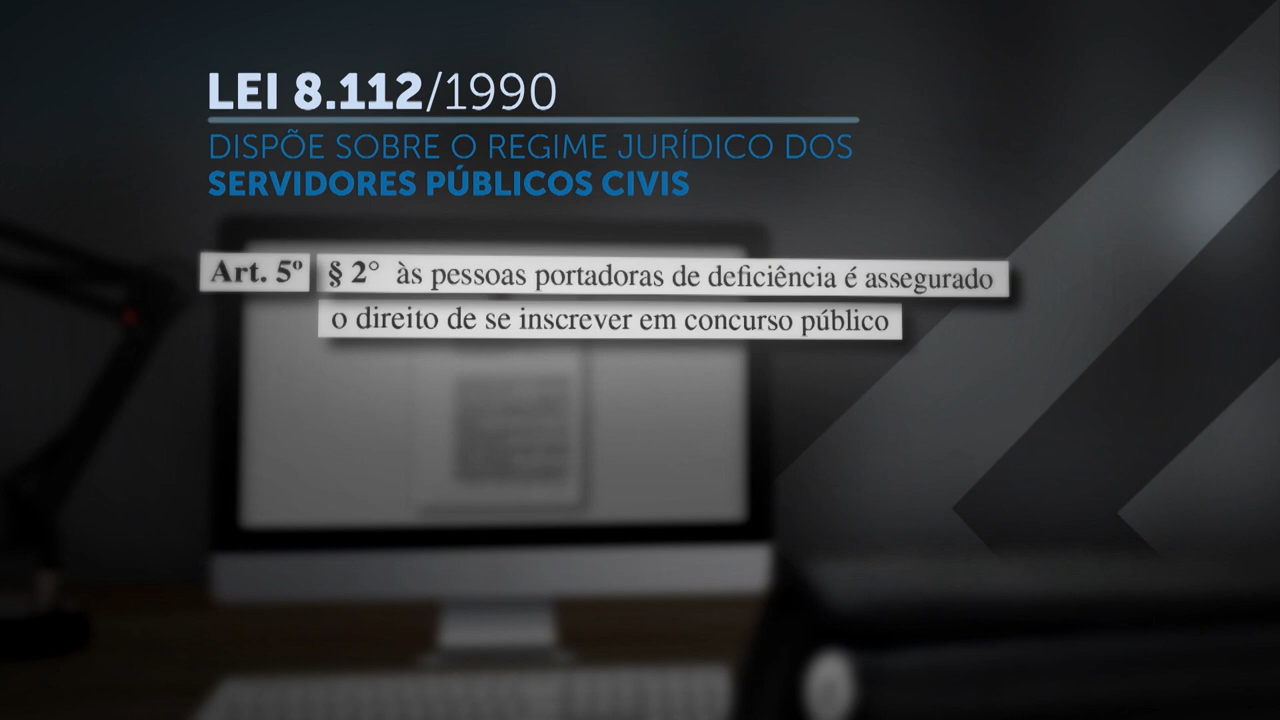 LEI 8.112/1990
DISPÕE SOBRE O REGIME JURÍDICO DOS
SERVIDORES PÚBLICOS CIVIS
Art. 5º § 2° às pessoas portadoras de deficiência é assegurado
o direito de se inscrever em concurso público